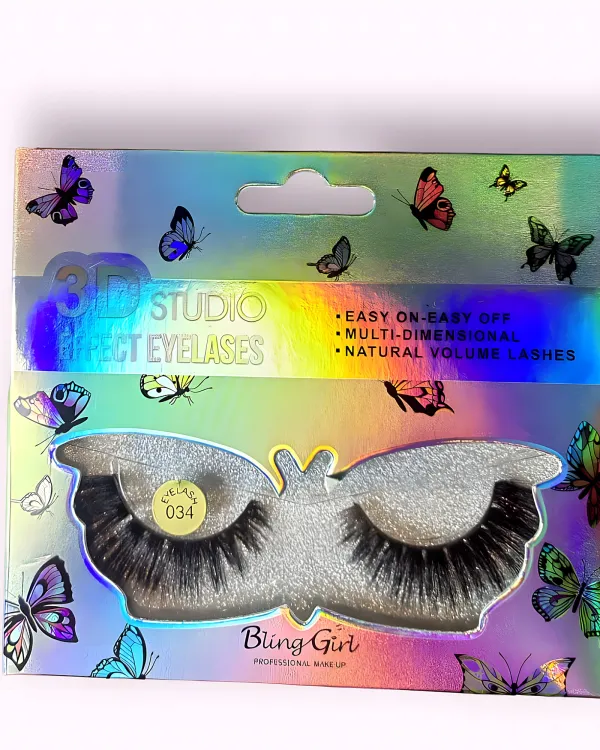 3D STUDIO
EFFECT EYELASES
▪ EASY ON-EASY OFF
▪ MULTI-DIMENSIONAL
▪ NATURAL VOLUME LASHES
EYELASH
034
Bling Girl
PROFESSIONAL MAKE UP